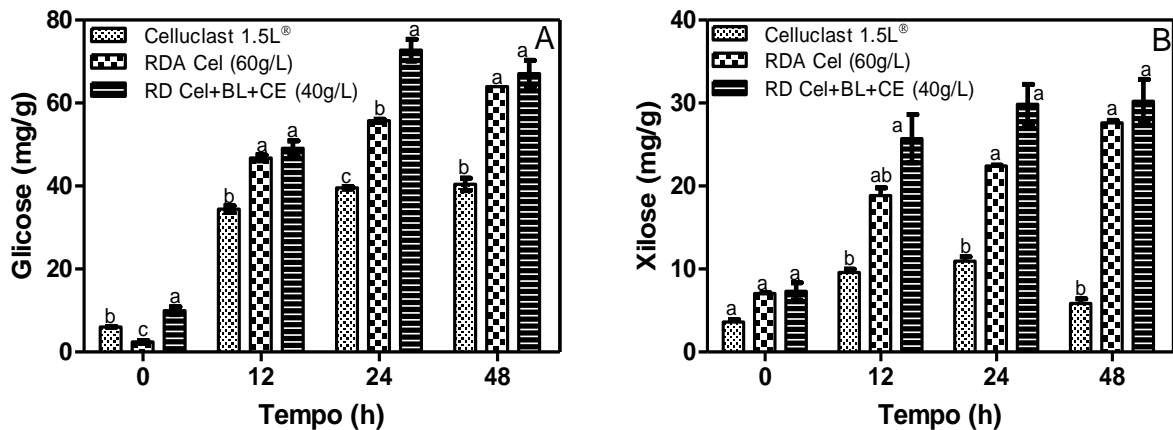 A
Celluclast 1.5L®
RDA Cel (60g/L)
RD Cel+BL+CE (40g/L)
Glicose (mg/g)
80
60
40
20
0
b
c
a
b
a
a
c
b
a
b
a
a
0
12
24
48
Tempo (h)
B
Celluclast 1.5L®
RDA Cel (60g/L)
RD Cel+BL+CE (40g/L)
Xilose (mg/g)
40
30
20
10
0
a
a
a
b
ab
a
b
a
a
b
a
a
0
12
24
48
Tempo (h)